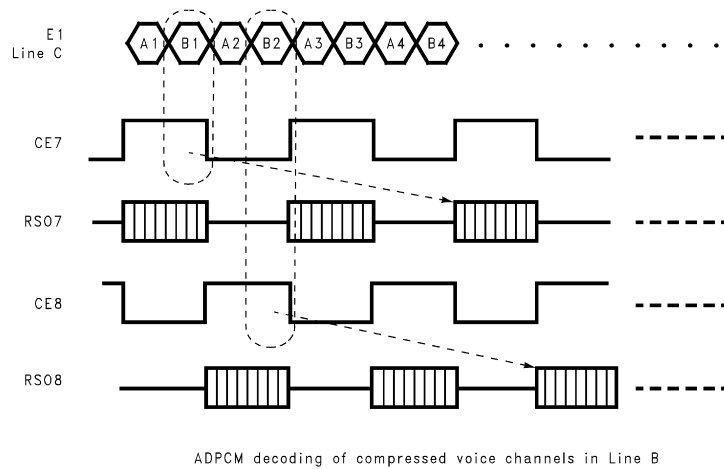 E1
Line C
A1 B1 A2 B2 A3 B3 A4 B4
CE7
RSO7
CE8
RSO8
ADPCM decoding of compressed voice channels in Line B